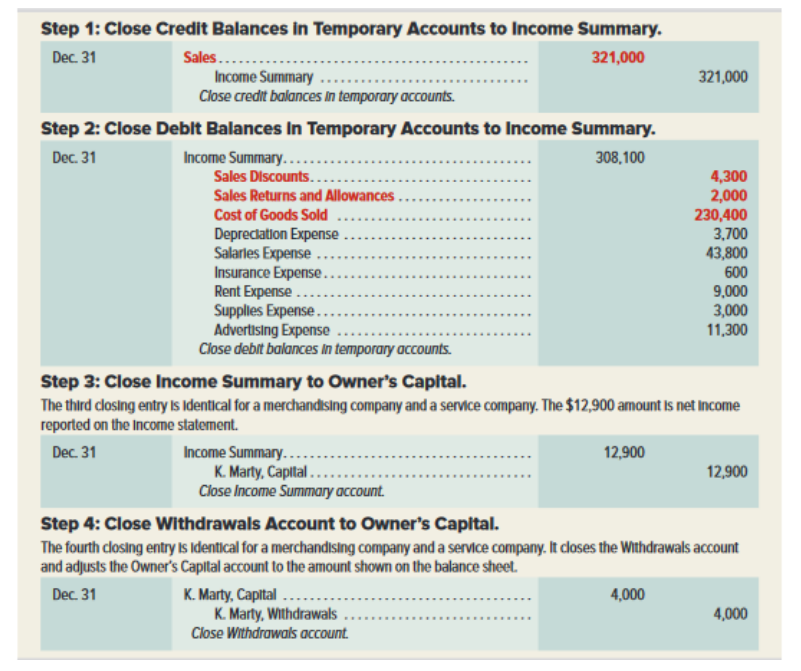 Step 1: Close Credit Balances in Temporary Accounts to Income Summary.
Dec. 31 Sales........................................ 321,000
Income Summary ........................................ 321,000
Close credit balances in temporary accounts.
Step 2: Close Debit Balances in Temporary Accounts to Income Summary.
Dec. 31 Income Summary........................................ 308,100
Sales Discounts........................................ 4,300
Sales Returns and Allowances ........................................ 2,000
Cost of Goods Sold ........................................ 230,400
Depreciation Expense ........................................ 3,700
Salaries Expense ........................................ 43,800
Insurance Expense........................................ 600
Rent Expense ........................................ 9,000
Supplies Expense........................................ 3,000
Advertising Expense ........................................ 11,300
Close debit balances in temporary accounts.
Step 3: Close Income Summary to Owner's Capital.
The third closing entry is identical for a merchandising company and a service company. The $12,900 amount is net income
reported on the income statement.
Dec. 31 Income Summary........................................ 12,900
K. Marty, Capital ........................................ 12,900
Close Income Summary account.
Step 4: Close Withdrawals Account to Owner's Capital.
The fourth closing entry is identical for a merchandising company and a service company. It closes the Withdrawals account
and adjusts the Owner's Capital account to the amount shown on the balance sheet.
Dec. 31 K. Marty, Capital ........................................ 4,000
K. Marty, Withdrawals ........................................ 4,000
Close Withdrawals account.